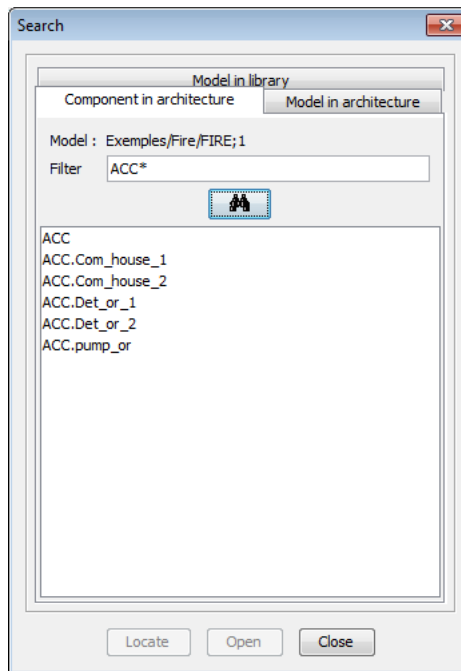 Search
Model in library
Component in architecture
Model in architecture
Model : Exemples/Fire/FIRE;1
Filter ACC*
ACC
ACC.Com_house_1
ACC.Com_house_2
ACC.Det_or_1
ACC.Det_or_2
ACC.pump_or
Locate Open Close